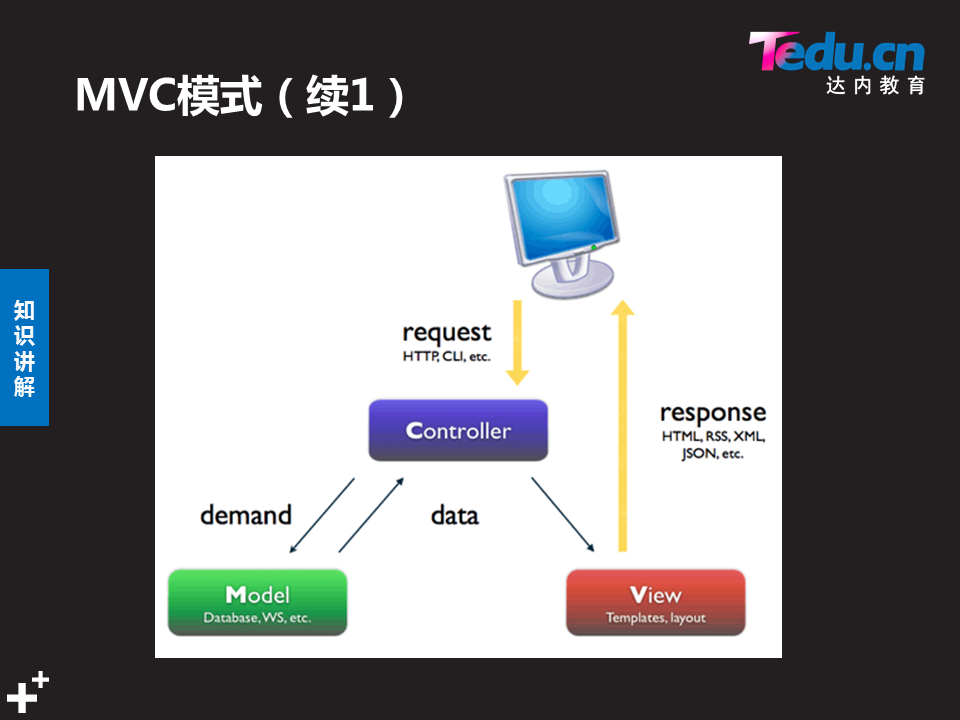 Tedu.cn
达内教育
MVC模式（续1）
知识讲解
request
HTTP, CLI, etc.
Controller
response
HTML, RSS, XML,
JSON, etc.
demand
data
Model
Database, WS, etc.
View
Templates, layout